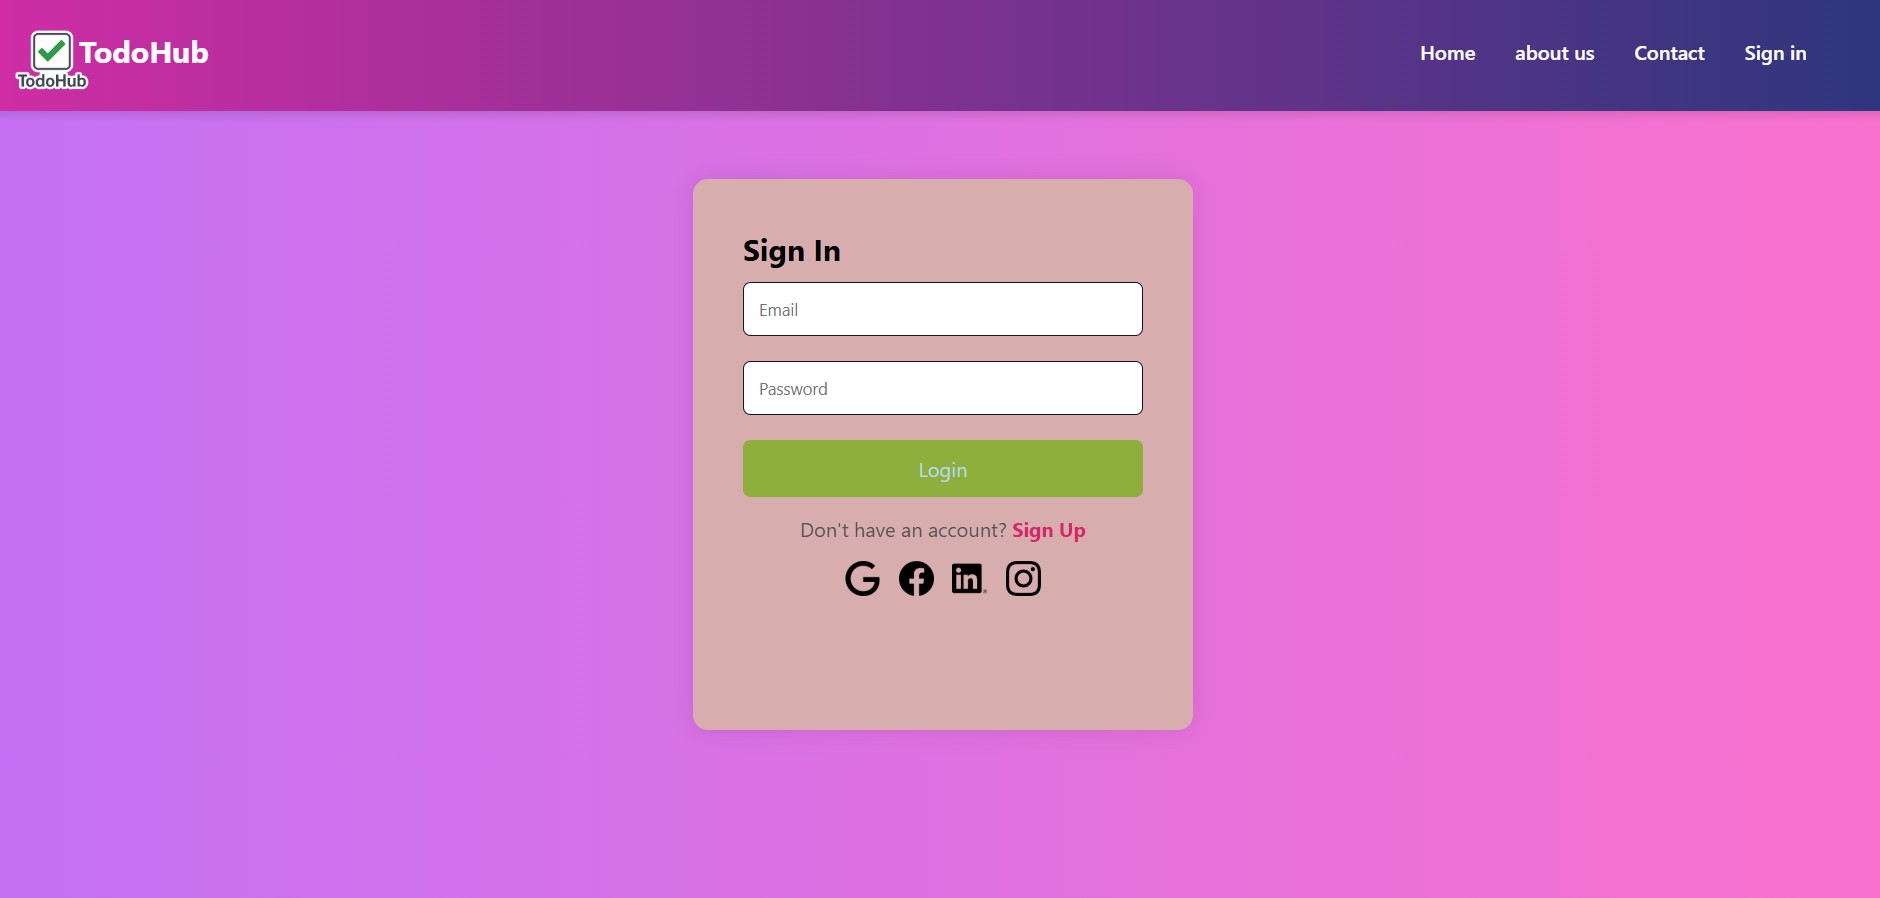 TodoHub
TodoHub
Home about us Contact Sign in
Sign In
Email
Password
Login
Don't have an account? Sign Up
in